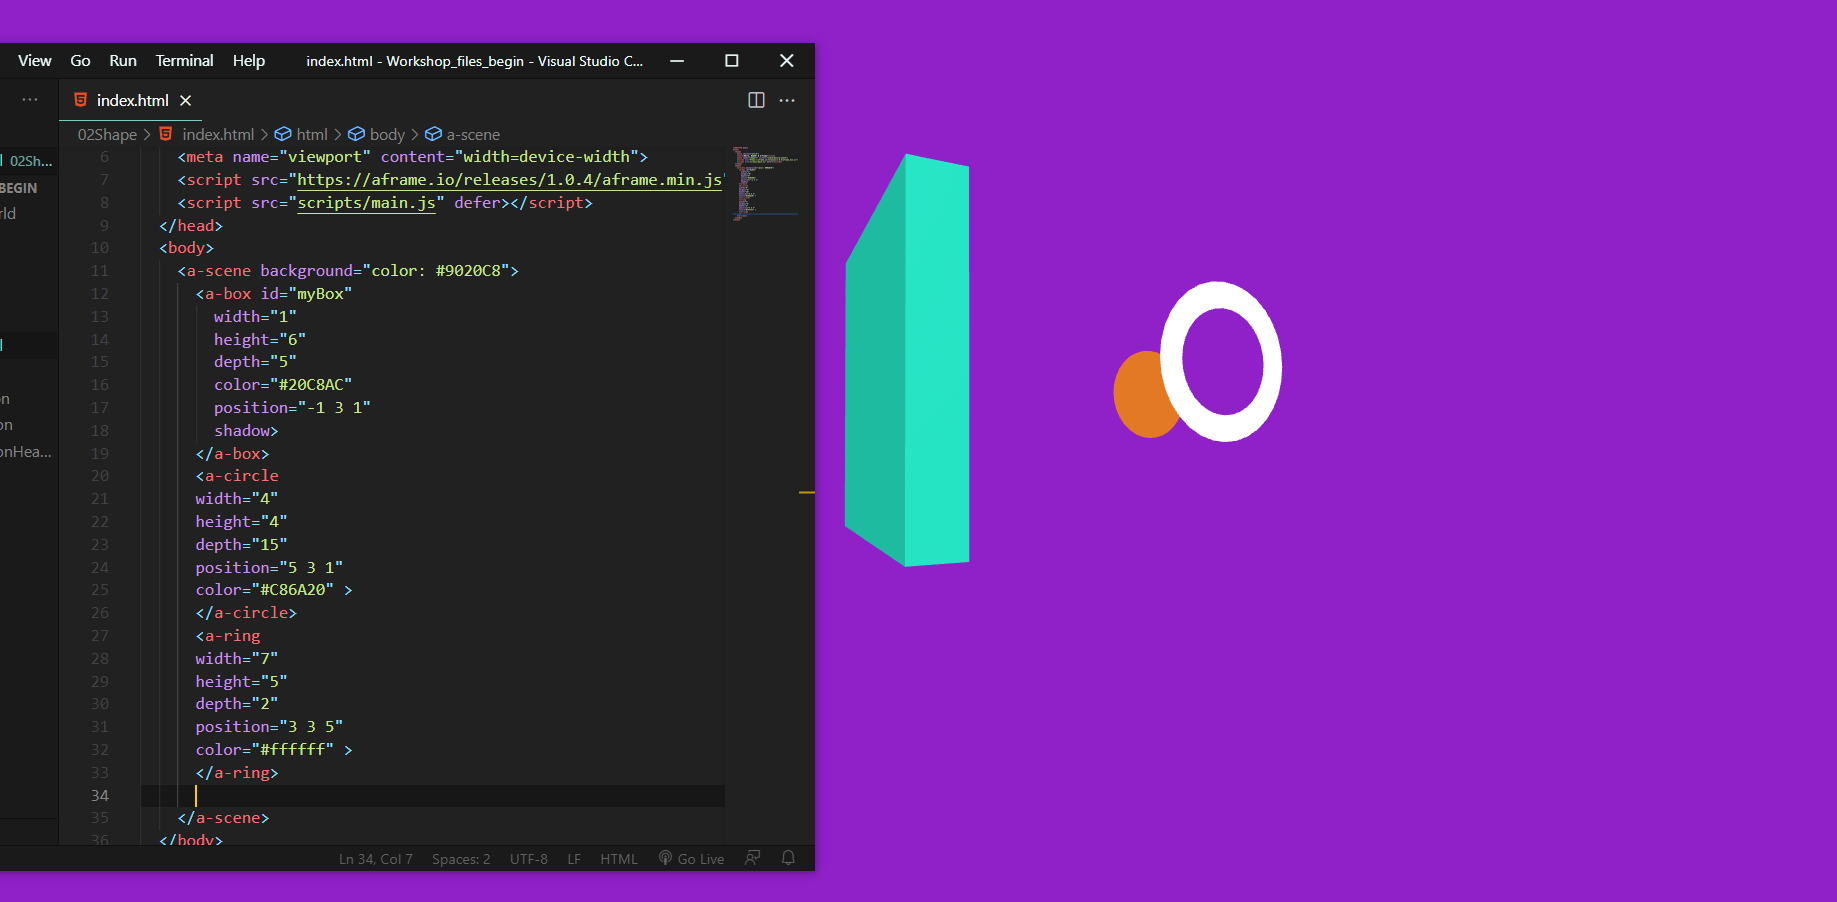 View Go Run Terminal Help index.html - Workshop_files_begin - Visual Studio C...
... index.html
02Shape > index.html > html > body > a-scene
02Sh...
BEGIN
rld
l
on
on
onHea...
6 <meta name="viewport" content="width=device-width">
7 <script src="https://aframe.io/releases/1.0.4/aframe.min.js"
8 <script src="scripts/main.js" defer></script>
9 </head>
10 <body>
11 <a-scene background="color: #9020C8">
12 <a-box id="myBox"
13 width="1"
14 height="6"
15 depth="5"
16 color="#20C8AC"
17 position="-1 3 1"
18 shadow>
19 </a-box>
20 <a-circle
21 width="4"
22 height="4"
23 depth="15"
24 position="5 3 1"
25 color="#C86A20" >
26 </a-circle>
27 <a-ring
28 width="7"
29 height="5"
30 depth="2"
31 position="3 3 5"
32 color="#ffffff" >
33 </a-ring>
34
35 </a-scene>
36 </body>
Ln 34, Col 7 Spaces: 2 UTF-8 LF HTML Go Live